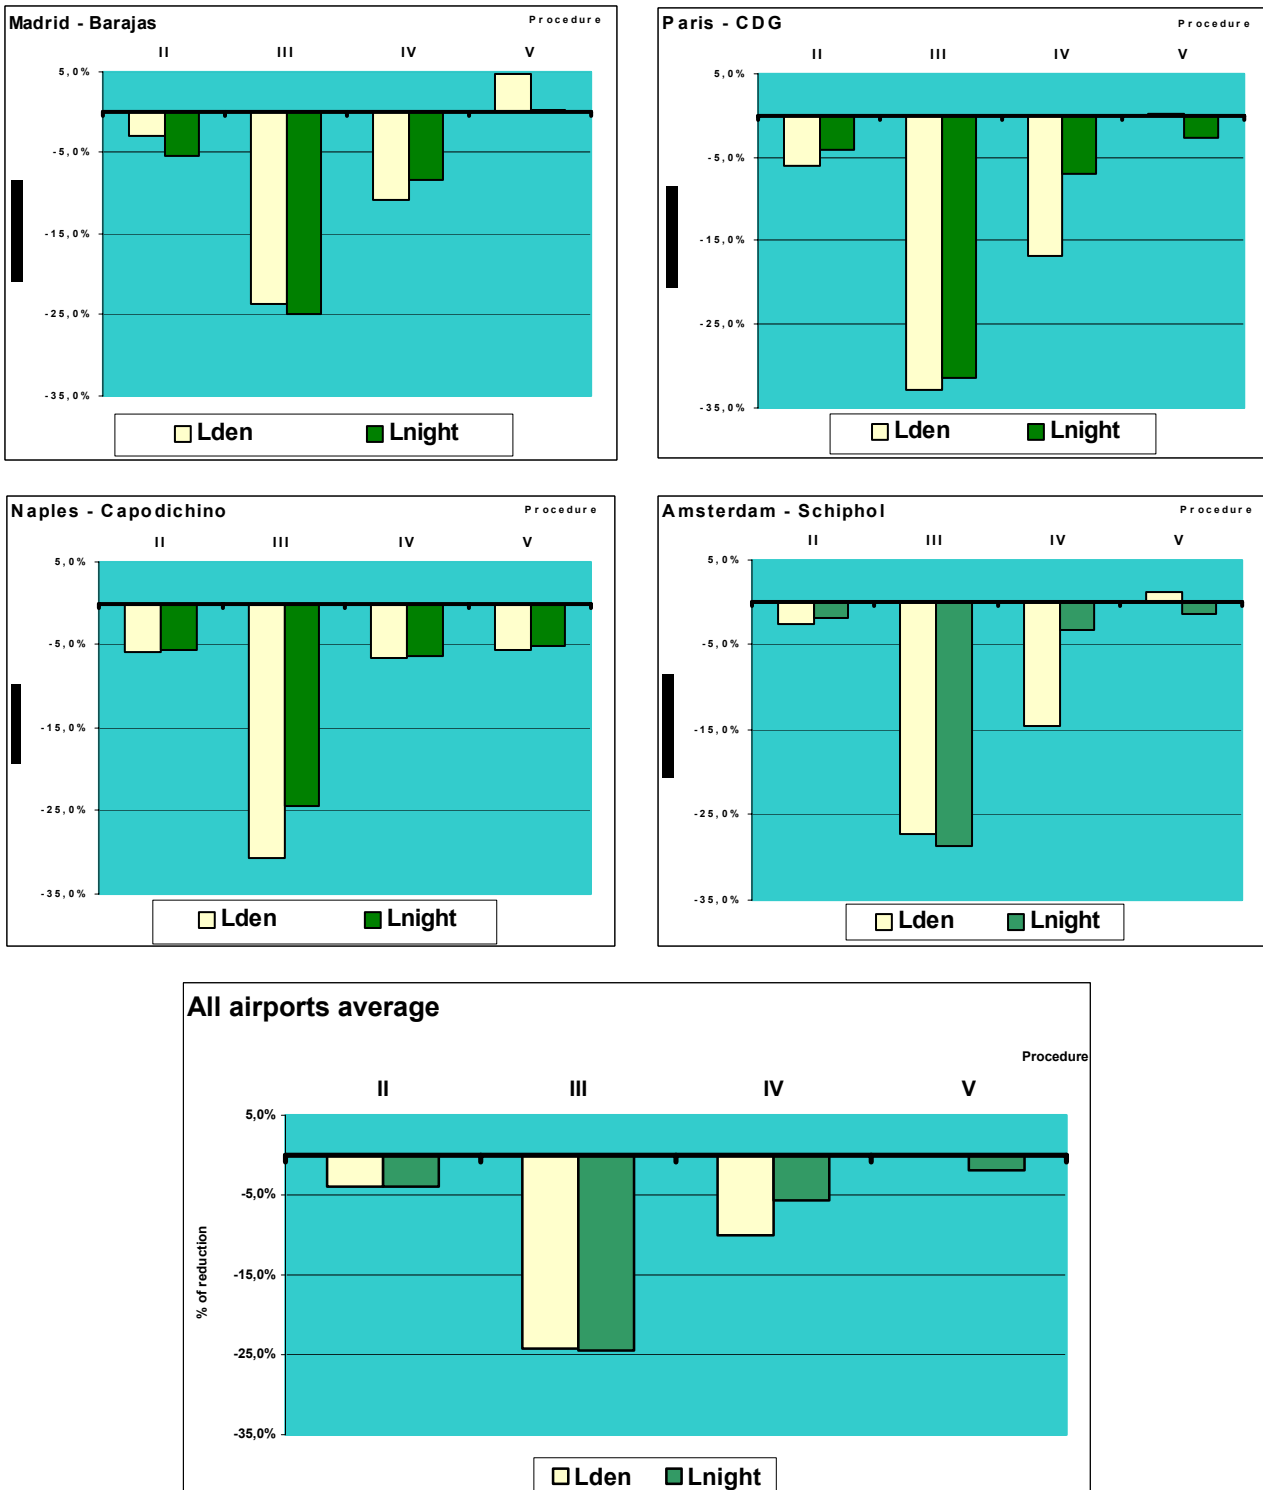 Madrid - Barajas
Procedure
II III IV V
5,0%
-5,0%
-15,0%
-25,0%
-35,0%
Lden Lnight
Paris - CDG
Procedure
II III IV V
5,0%
-5,0%
-15,0%
-25,0%
-35,0%
Lden Lnight
Naples - Capodichino
Procedure
II III IV V
5,0%
-5,0%
-15,0%
-25,0%
-35,0%
Lden Lnight
Amsterdam - Schiphol
Procedure
II III IV V
5,0%
-5,0%
-15,0%
-25,0%
-35,0%
Lden Lnight
All airports average
Procedure
II III IV V
5,0%
-5,0%
-15,0%
-25,0%
-35,0%
% of reduction
Lden Lnight